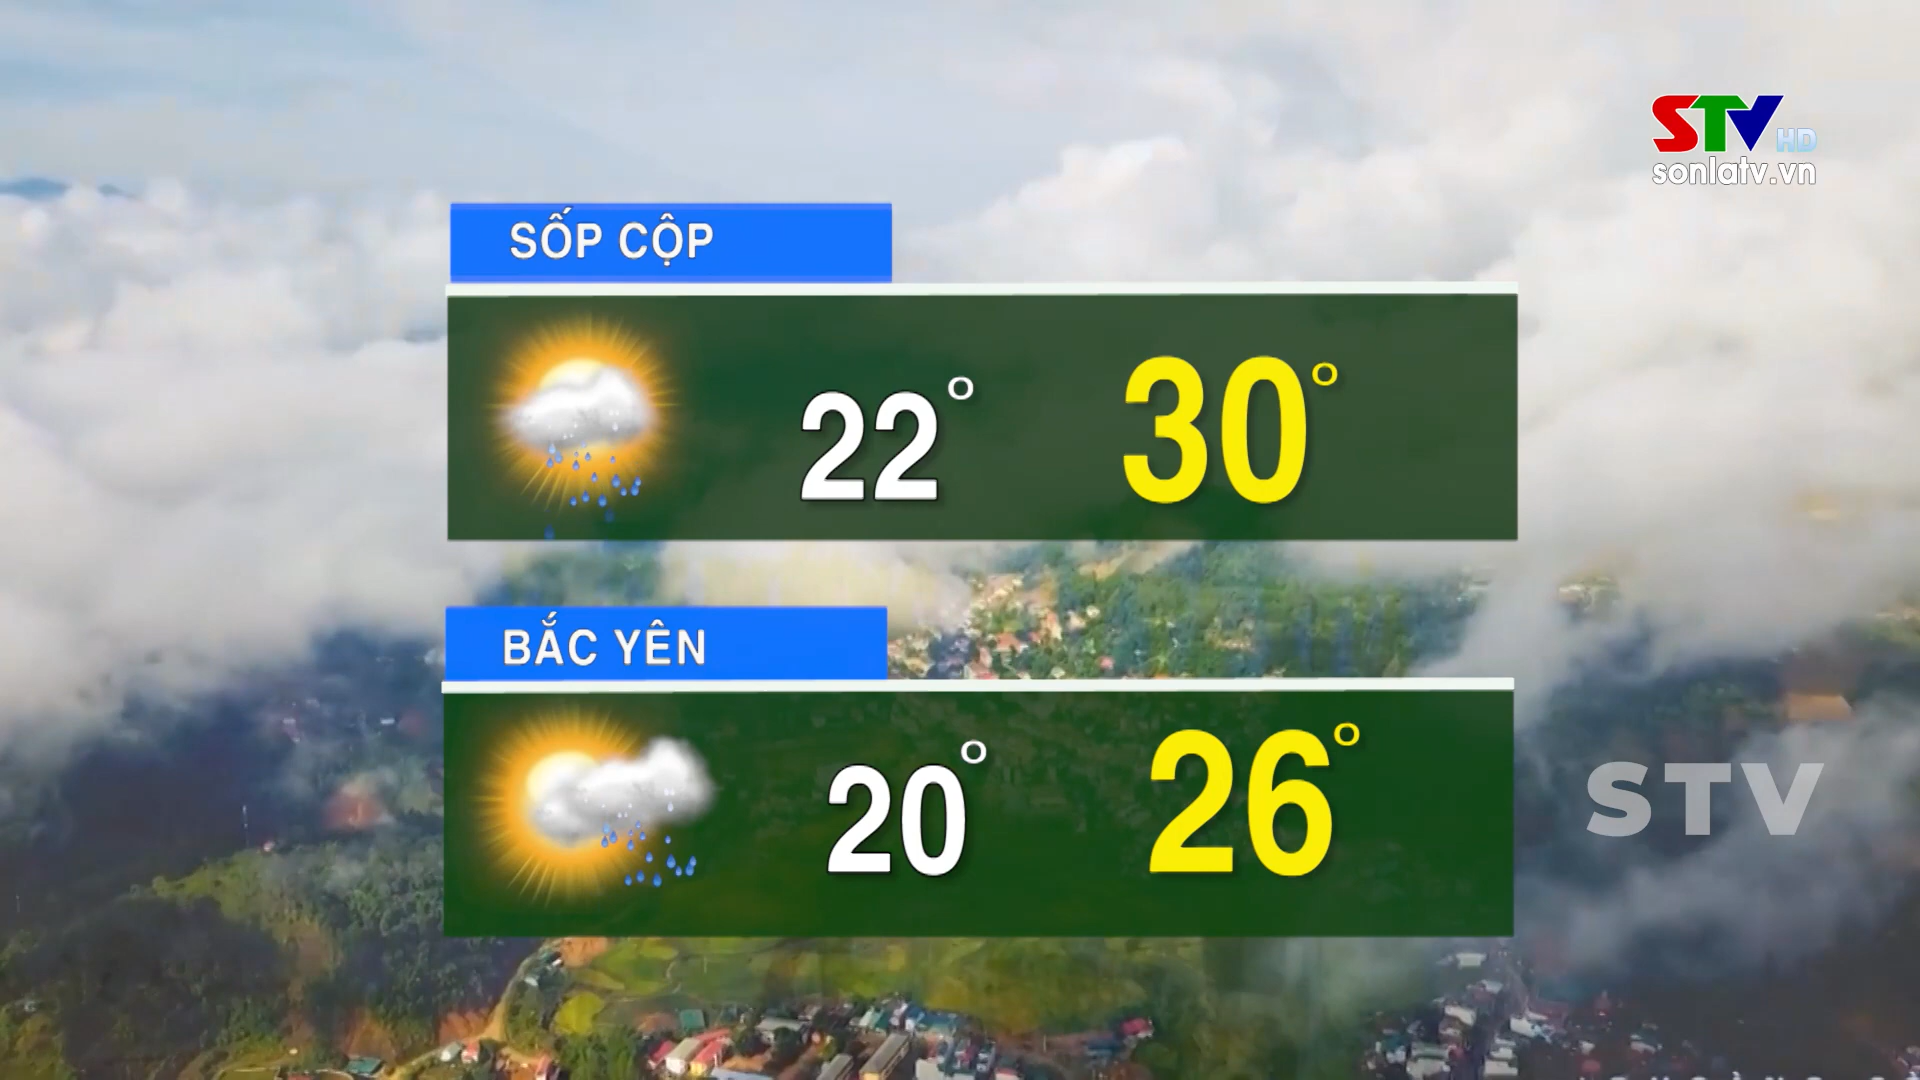 STV HD
sonlatv.vn
SỐP CỘP
22° 30°
BẮC YÊN
20° 26°
STV